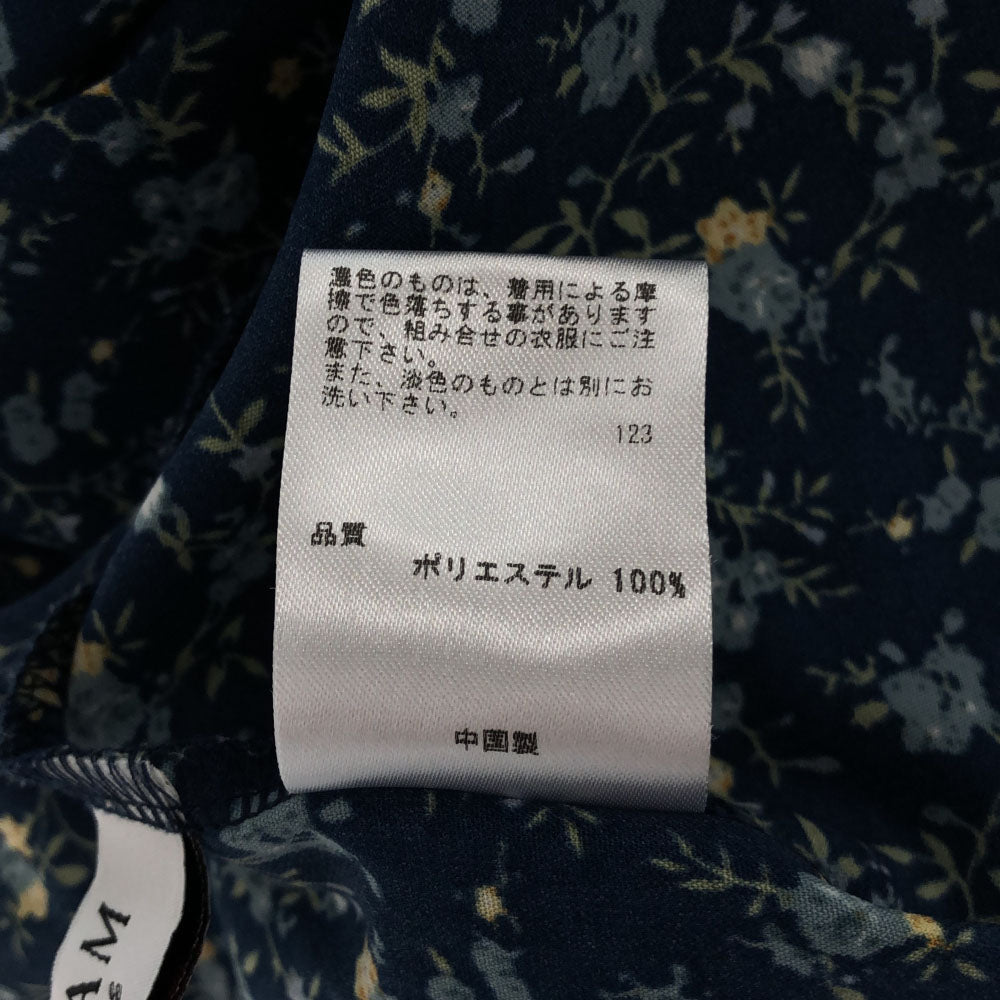 濃色のものは、着用による摩
擦で色落ちする事があります
ので、組み合せの衣服にご注
意下さい。
また、淡色のものとは別にお
洗い下さい。
123
品質
ポリエステル 100%
中国製
AM